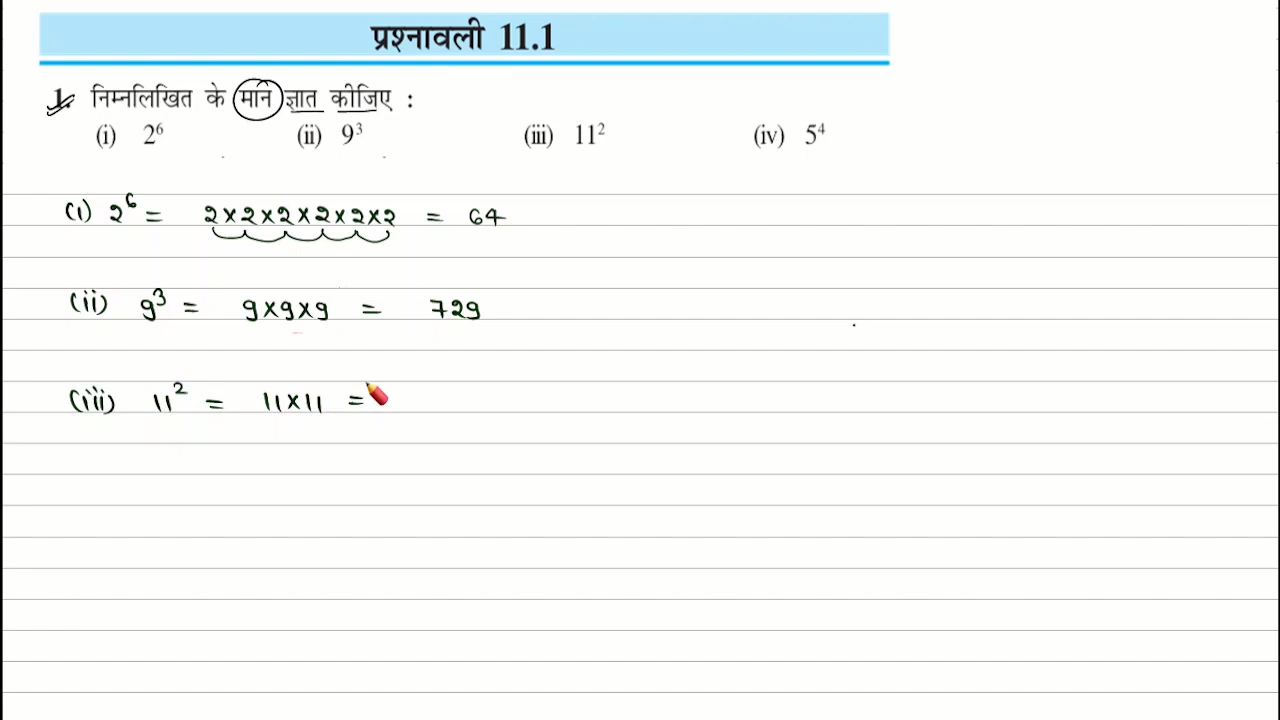 प्रश्नावली 11.1
1. निम्नलिखित के मान ज्ञात कीजिए :
(i) 2⁶ (ii) 9³ (iii) 11² (iv) 5⁴
(i) 2⁶ = 2×2×2×2×2×2 = 64
(ii) 9³ = 9×9×9 = 729
(iii) 11² = 11×11 =